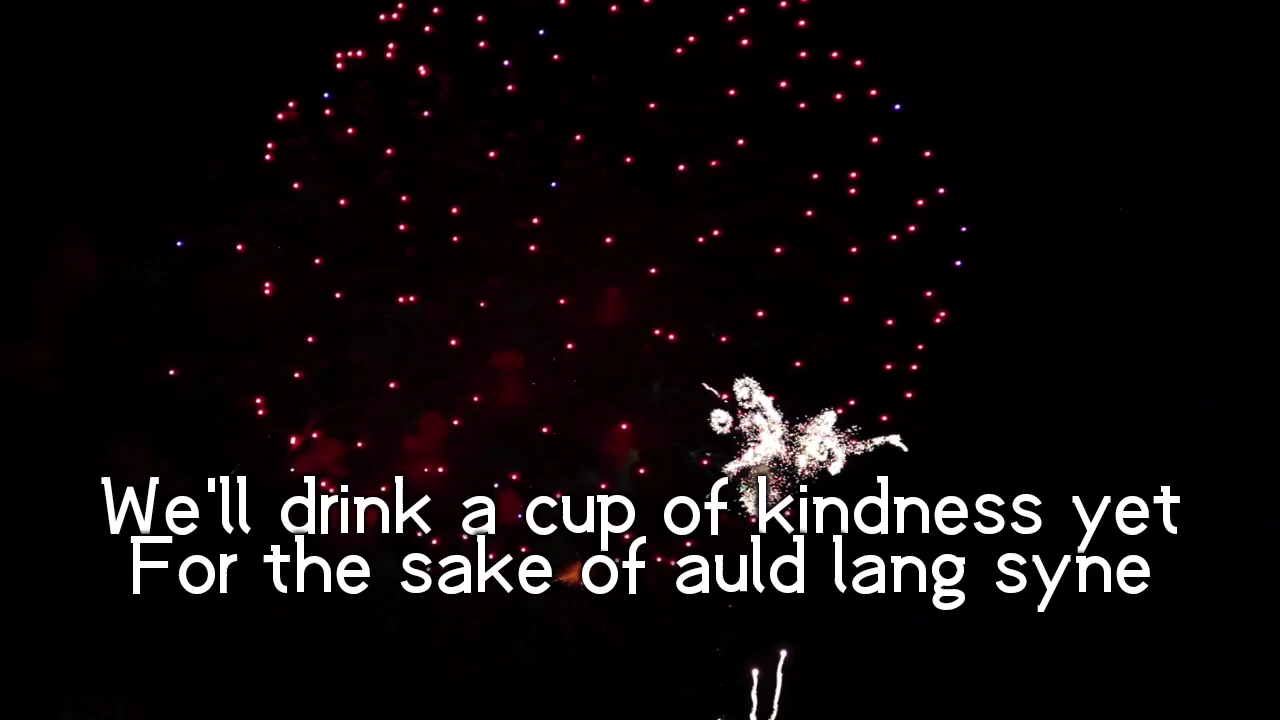 We'll drink a cup of kindness yet
For the sake of auld lang syne